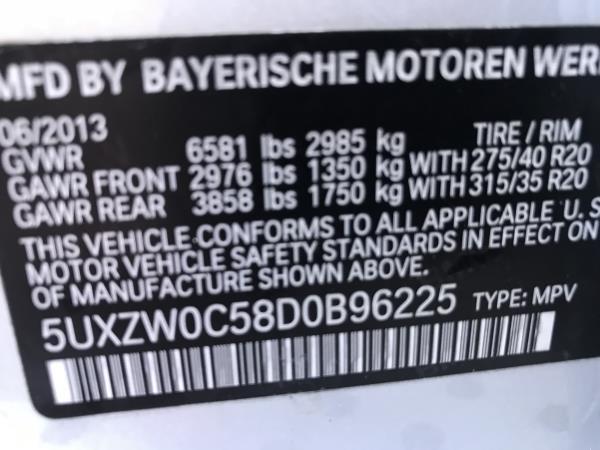 MFD BY BAYERISCHE MOTOREN WER
06/2013
GVWR 6581 lbs 2985 kg TIRE / RIM
GAWR FRONT 2976 lbs 1350 kg WITH 275/40 R20
GAWR REAR 3858 lbs 1750 kg WITH 315/35 R20
THIS VEHICLE CONFORMS TO ALL APPLICABLE U. S
MOTOR VEHICLE SAFETY STANDARDS IN EFFECT ON
OF MANUFACTURE SHOWN ABOVE.
5UXZW0C58D0B96225 TYPE: MPV